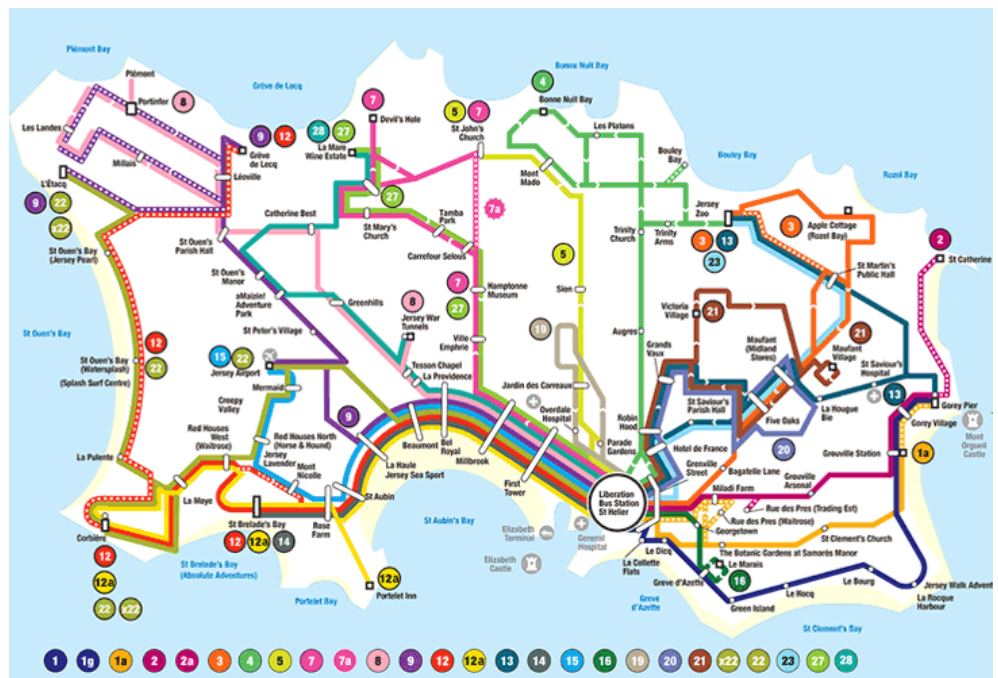 Plémont Bay
Grève de Lecq
Bonne Nuit Bay
Plémont
Portinfer
8
Les Landes
Millais
9
12
Grève
de Lecq
Léoville
L'Étacq
9
22
x22
St Ouen's Bay
(Jersey Pearl)
St Ouen's
Parish Hall
7
Devil's Hole
28
27
La Mare
Wine Estate
5
7
St John's
Church
4
Bonne Nuit Bay
Les Platons
Mont
Mado
Bouley
Bay
Bouley Bay
Rozel Bay
27
Catherine Best
St Mary's
Church
Tamba
Park
Carrefour Selous
7a
Trinity
Church
Trinity
Arms
Jersey
Zoo
3
13
23
3
Apple Cottage
(Rozel Bay)
2
St Catherine
St Martin's
Public Hall
St Ouen's
Manor
aMaizin!
Adventure
Park
Greenhills
7
27
Hamptonne
Museum
5
Sion
St Peter's Village
8
Jersey War
Tunnels
Ville
Emphrie
19
Augres
Victoria
Village
21
Grands
Vaux
Maufant
(Midland
Stores)
21
Maufant
Village
St Ouen's Bay
St Ouen's Bay
(Watersplash)
(Splash Surf Centre)
12
22
15
22
Jersey Airport
Mermaid
Tesson Chapel
La Providence
Jardin des Carreaux
St Saviour's
Hospital
13
St Saviour's
Parish Hall
20
Creepy
Valley
9
Overdale
Hospital
Robin
Hood
Five Oaks
La Hougue
Bie
Gorey Pier
Gorey Village
Mont
Orgueil
Castle
Red Houses
West
(Waitrose)
Red Houses North
(Horse & Hound)
Jersey
Lavender
Beaumont
Bel
Royal
Millbrook
Parade
Gardens
Hotel de France
20
Grouville Station
1a
La Pulente
Mont
Nicolle
La Haule
Jersey Sea Sport
First
Tower
Grenville
Street
Bagatelle Lane
Grouville
Arsenal
La Moye
St Brelade's Bay
Rose
Farm
St Aubin
Liberation
Bus Station
St Helier
Miladi Farm
Rue des Pres (Trading Est)
Rue des Pres (Waitrose)
Georgetown
St Clement's Church
Corbière
12
12a
22
x22
12
12a
14
St Brelade's Bay
(Absolute Adventures)
St Aubin's Bay
Elizabeth
Terminal
General
Hospital
Elizabeth
Castle
Le Dicq
La Collette
Flats
The Botanic Gardens at Samarès Manor
Le Marais
16
Greve d'Azette
12a
Portelet Inn
Portelet Bay
Greve
d'Azette
Green Island
Le Hocq
Le Bourg
Jersey Walk Advent
La Rocque
Harbour
St Clement's Bay
1 1g 1a 2 2a 3 4 5 7 7a 8 9 12 12a 13 14 15 16 19 20 21 x22 22 23 27 28